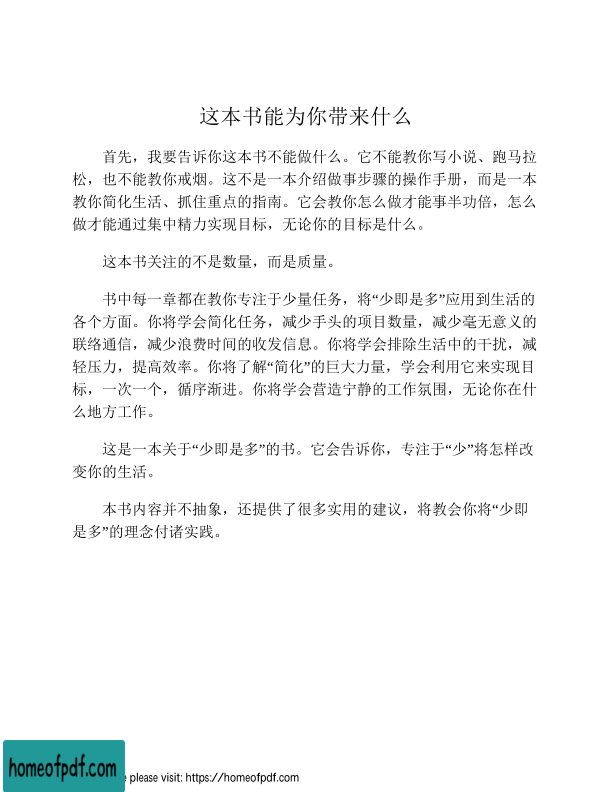 这本书能为你带来什么
首先，我要告诉你这本书不能做什么。它不能教你写小说、跑马拉
松，也不能教你戒烟。这不是一本介绍做事步骤的操作手册，而是一本
教你简化生活、抓住重点的指南。它会教你怎么做才能事半功倍，怎么
做才能通过集中精力实现目标，无论你的目标是什么。
这本书关注的不是数量，而是质量。
书中每一章都在教你专注于少量任务，将“少即是多”应用到生活的
各个方面。你将学会简化任务，减少手头的项目数量，减少毫无意义的
联络通信，减少浪费时间的收发信息。你将学会排除生活中的干扰，减
轻压力，提高效率。你将了解“简化”的巨大力量，学会利用它来实现目
标，一次一个，循序渐进。你将学会营造宁静的工作氛围，无论你在什
么地方工作。
这是一本关于“少即是多”的书。它会告诉你，专注于“少”将怎样改
变你的生活。
本书内容并不抽象，还提供了很多实用的建议，将教会你将“少即
是多”的理念付诸实践。
homeofpdf.com
e please visit: https://homeofpdf.com